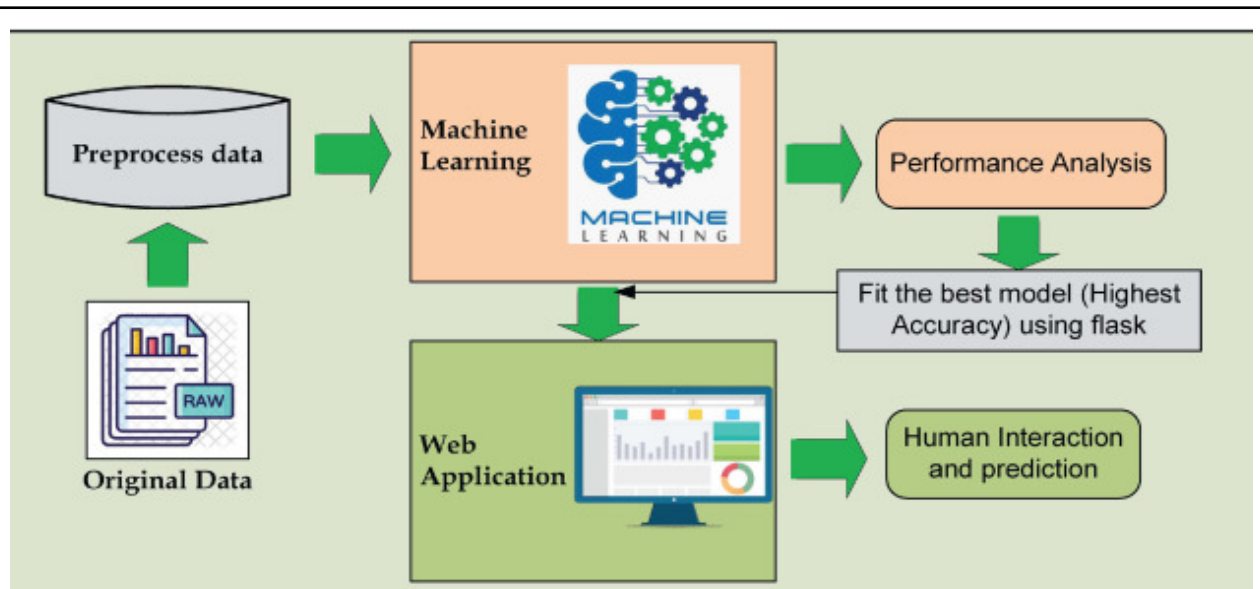 Preprocess data
Machine
Learning
MACHINE
LEARNING
Performance Analysis
Fit the best model (Highest
Accuracy) using flask
RAW
Original Data
Web
Application
Human Interaction
and prediction